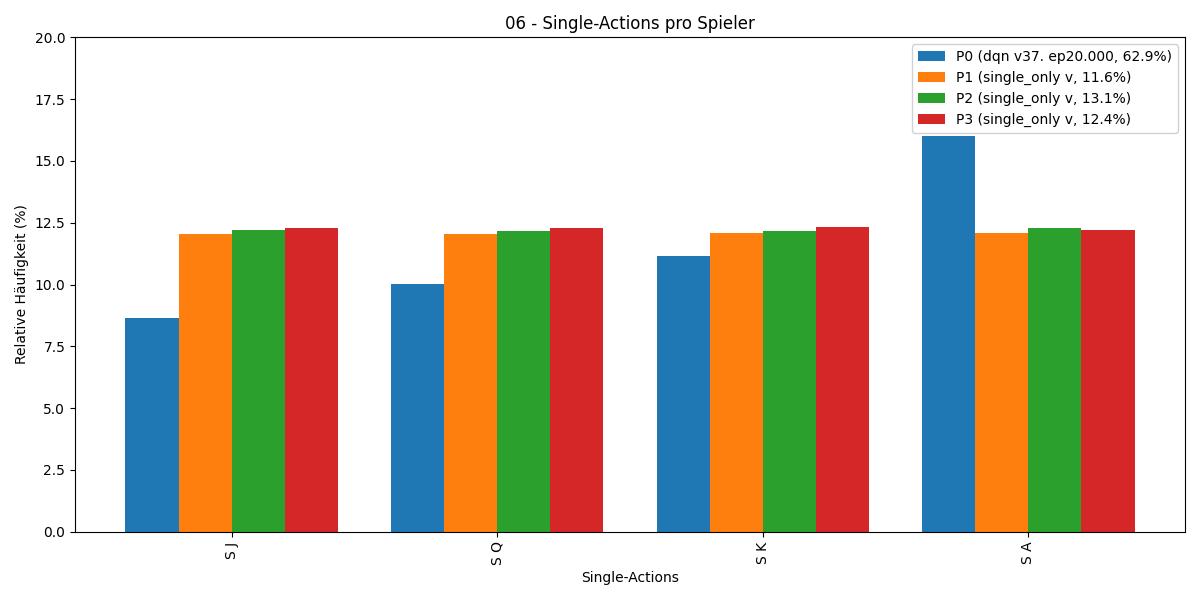 06 - Single-Actions pro Spieler
Relative Häufigkeit (%)
20.0
17.5
15.0
12.5
10.0
7.5
5.0
2.5
0.0
P0 (dqn v37. ep20.000, 62.9%)
P1 (single_only v, 11.6%)
P2 (single_only v, 13.1%)
P3 (single_only v, 12.4%)
S J
S Q
S K
S A
Single-Actions